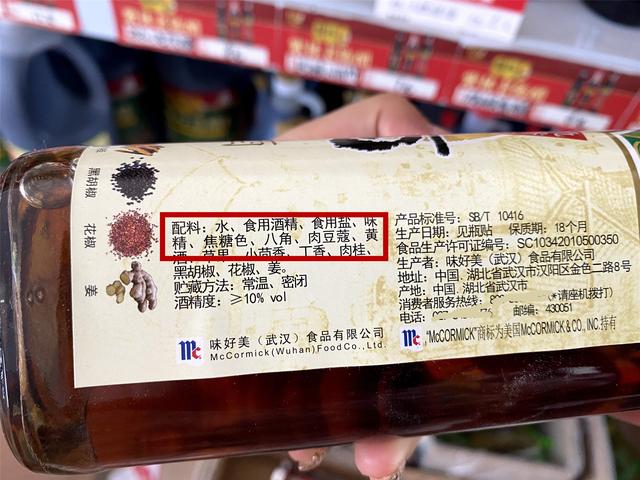 黑胡椒
花椒
姜
配料：水、食用酒精、食用盐、味
精、焦糖色、八角、肉豆蔻、黄
酒、草果、小茴香、丁香、肉桂、
黑胡椒、花椒、姜。
贮藏方法：常温、密闭
酒精度：≥10% vol
味好美（武汉）食品有限公司
McCormick(Wuhan)FoodCo.,Ltd.
产品标准号：SB/T 10416
生产日期：见瓶贴 保质期：18个月
食品生产许可证编号：SC10342010500350
生产者：味好美（武汉）食品有限公司
地址：中国.湖北省武汉市汉阳区金色二路8号
产地：中国.湖北省武汉市
消费者服务热线： (*请座机拨打)
电话： 邮编：430051
“McCORMICK”商标为美国McCORMICK & CO., INC.持有